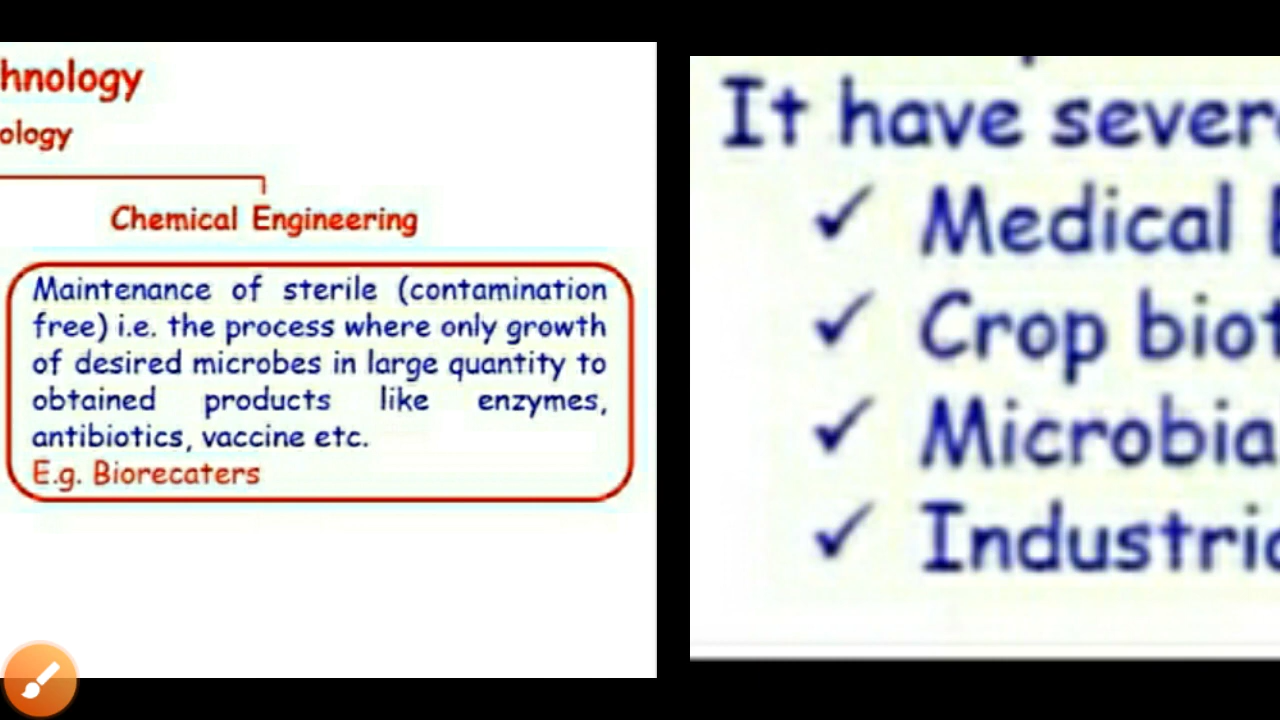 hnology
ology
Chemical Engineering
Maintenance of sterile (contamination
free) i.e. the process where only growth
of desired microbes in large quantity to
obtained products like enzymes,
antibiotics, vaccine etc.
E.g. Biorecaters
It have sever
✓ Medical
✓ Crop biot
✓ Microbia
✓ Industri